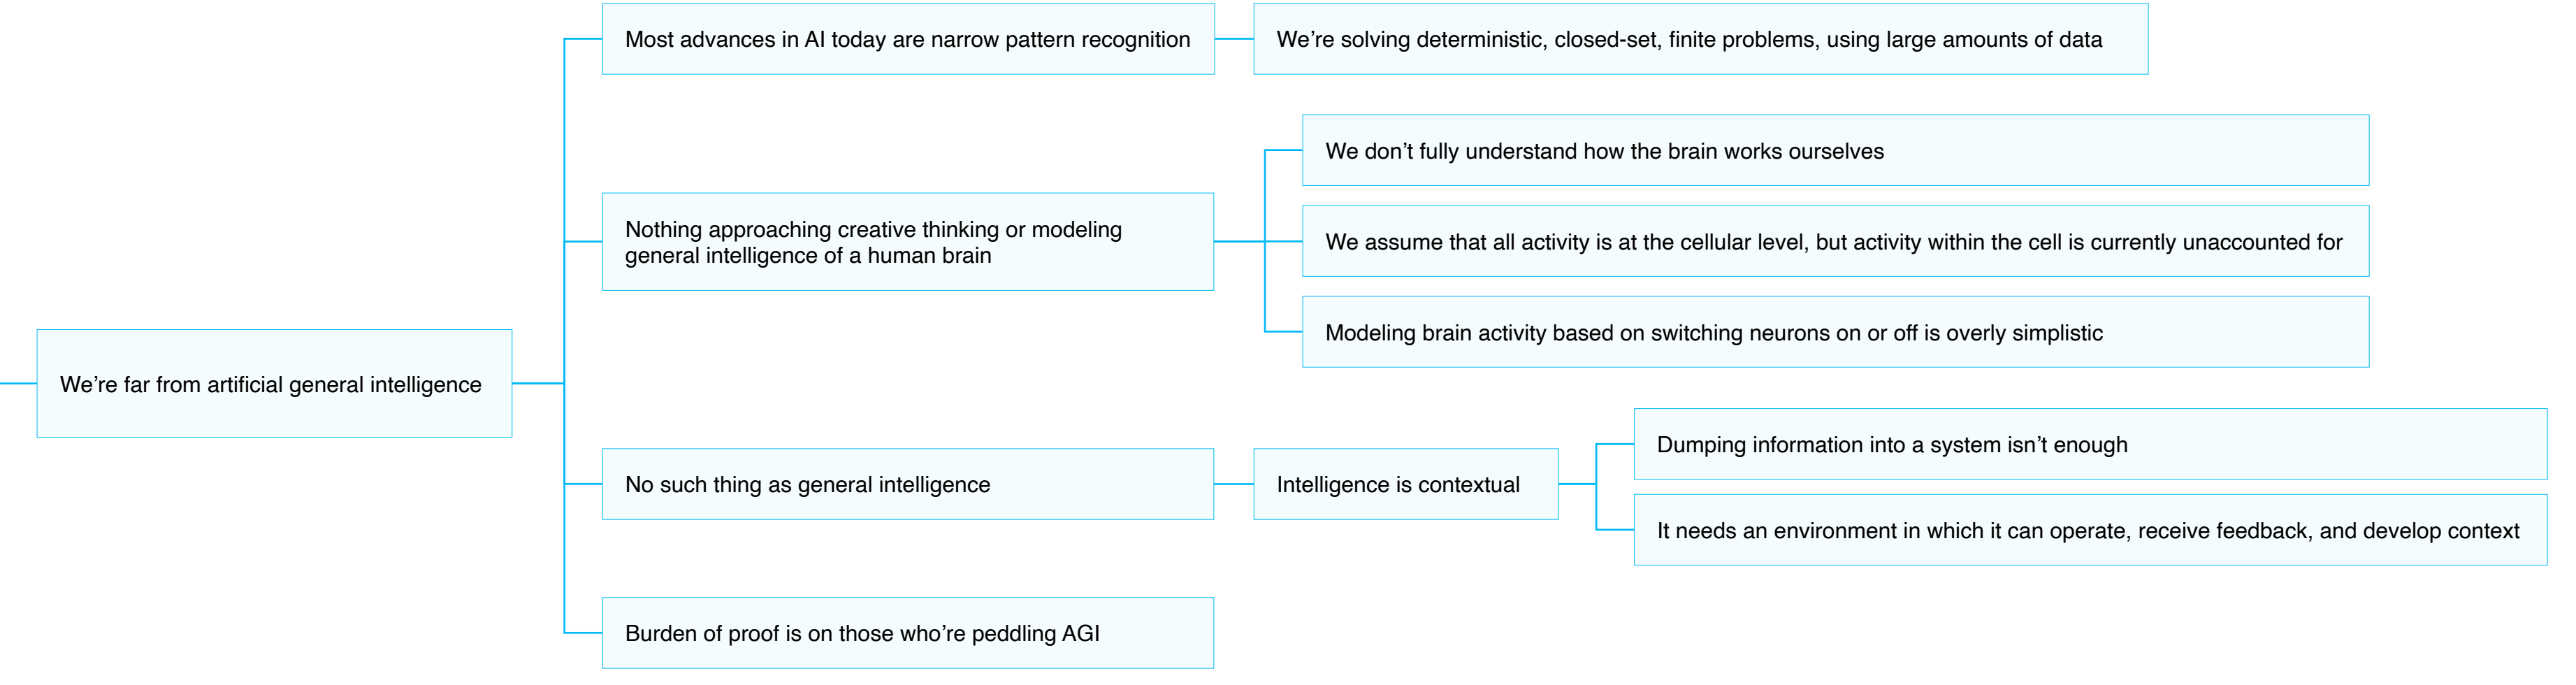 Most advances in AI today are narrow pattern recognition
We’re solving deterministic, closed-set, finite problems, using large amounts of data
We don’t fully understand how the brain works ourselves
Nothing approaching creative thinking or modeling
general intelligence of a human brain
We assume that all activity is at the cellular level, but activity within the cell is currently unaccounted for
Modeling brain activity based on switching neurons on or off is overly simplistic
We’re far from artificial general intelligence
No such thing as general intelligence
Intelligence is contextual
Dumping information into a system isn’t enough
It needs an environment in which it can operate, receive feedback, and develop context
Burden of proof is on those who’re peddling AGI